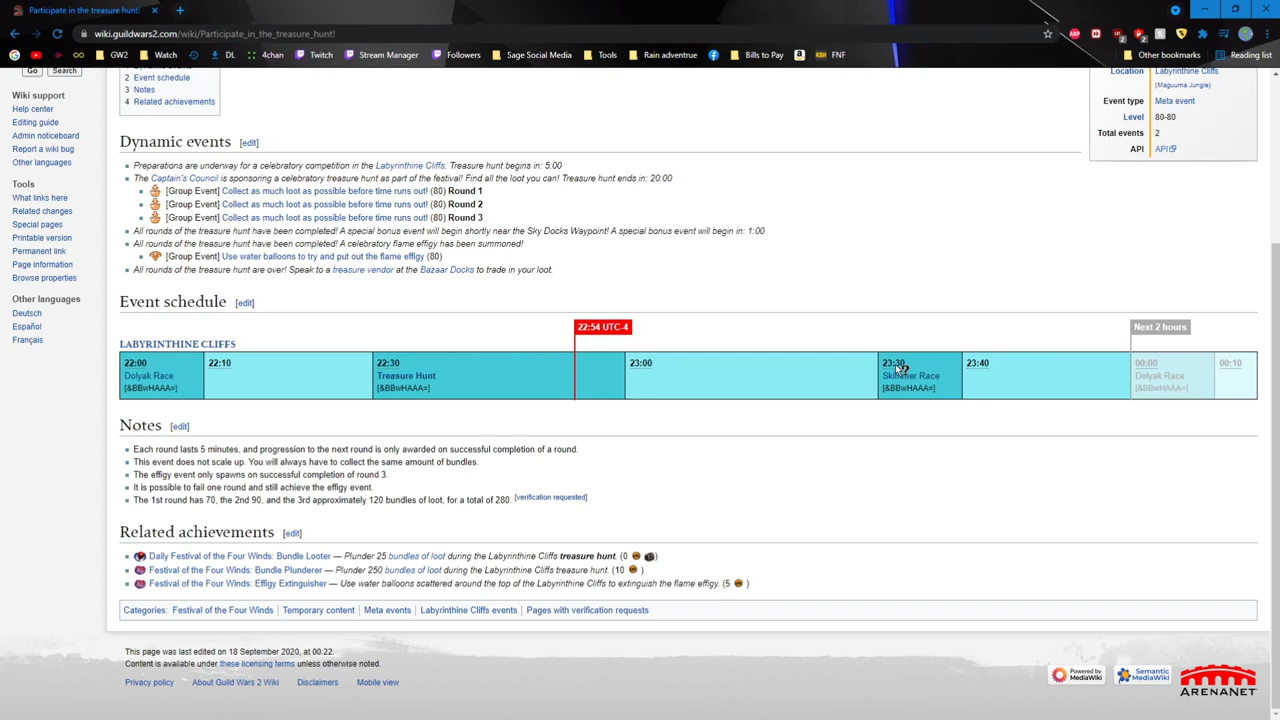 Participate in the treasure hunt!
wiki.guildwars2.com/wiki/Participate_in_the_treasure_hunt!
GW2 Watch DL 4chan Twitch Stream Manager Followers Sage Social Media Tools Rain adventrue Bills to Pay FNF Other bookmarks Reading list
Go Search
Wiki support
Help center
Editing guide
Admin noticeboard
Report a wiki bug
Other languages
Tools
What links here
Related changes
Special pages
Printable version
Permanent link
Page information
Browse properties
Other languages
Deutsch
Español
Français
2 Event schedule
3 Notes
4 Related achievements
Location Labyrinthine Cliffs
(Maguuma Jungle)
Event type Meta event
Level 80-80
Total events 2
API API
Dynamic events [edit]
Preparations are underway for a celebratory competition in the Labyrinthine Cliffs. Treasure hunt begins in: 5:00
The Captain's Council is sponsoring a celebratory treasure hunt as part of the festival! Find all the loot you can! Treasure hunt ends in: 20:00
[Group Event] Collect as much loot as possible before time runs out! (80) Round 1
[Group Event] Collect as much loot as possible before time runs out! (80) Round 2
[Group Event] Collect as much loot as possible before time runs out! (80) Round 3
All rounds of the treasure hunt have been completed! A special bonus event will begin shortly near the Sky Docks Waypoint! A special bonus event will begin in: 1:00
All rounds of the treasure hunt have been completed! A celebratory flame effigy has been summoned!
[Group Event] Use water balloons to try and put out the flame effigy (80)
All rounds of the treasure hunt are over! Speak to a treasure vendor at the Bazaar Docks to trade in your loot.
Event schedule [edit]
22:54 UTC-4 Next 2 hours
LABYRINTHINE CLIFFS
22:00 22:10 22:30 23:00 23:30 23:40 00:00 00:10
Dolyak Race Treasure Hunt Skimmer Race Dolyak Race
[&BBwHAAA=] [&BBwHAAA=] [&BBwHAAA=] [&BBwHAAA=]
Notes [edit]
Each round lasts 5 minutes, and progression to the next round is only awarded on successful completion of a round.
This event does not scale up. You will always have to collect the same amount of bundles.
The effigy event only spawns on successful completion of round 3.
It is possible to fail one round and still achieve the effigy event.
The 1st round has 70, the 2nd 90, and the 3rd approximately 120 bundles of loot, for a total of 280. [verification requested]
Related achievements [edit]
Daily Festival of the Four Winds: Bundle Looter — Plunder 25 bundles of loot during the Labyrinthine Cliffs treasure hunt. (0 )
Festival of the Four Winds: Bundle Plunderer — Plunder 250 bundles of loot during the Labyrinthine Cliffs treasure hunt. (10 )
Festival of the Four Winds: Effigy Extinguisher — Use water balloons scattered around the top of the Labyrinthine Cliffs to extinguish the flame effigy. (5 )
Categories: Festival of the Four Winds Temporary content Meta events Labyrinthine Cliffs events Pages with verification requests
This page was last edited on 18 September 2020, at 00:22.
Content is available under these licensing terms unless otherwise noted.
Privacy policy About Guild Wars 2 Wiki Disclaimers Mobile view
Powered by MediaWiki
Semantic MediaWiki
ARENANET